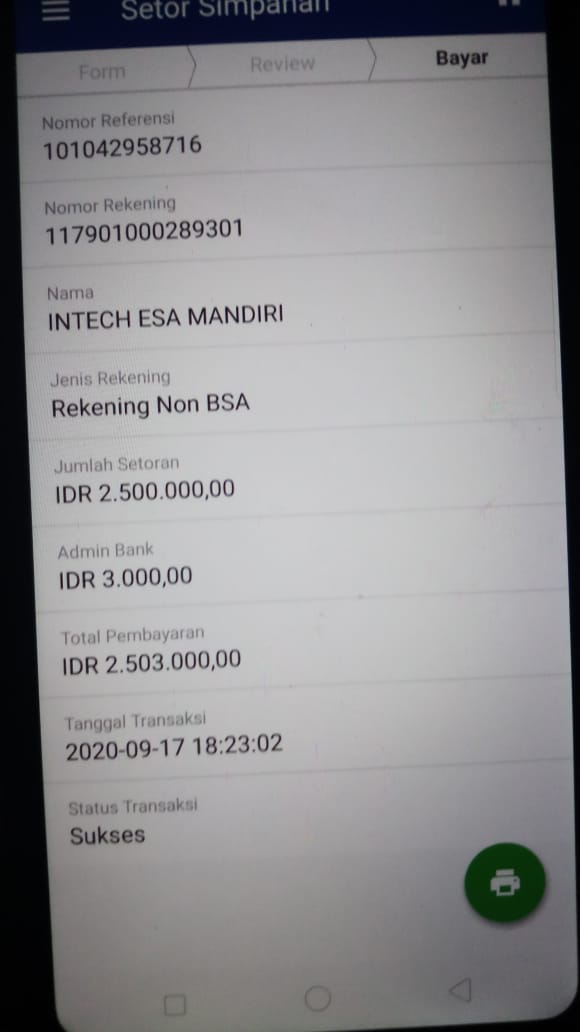 Setor Simpanan
Form
Review
Bayar
Nomor Referensi
101042958716
Nomor Rekening
117901000289301
Nama
INTECH ESA MANDIRI
Jenis Rekening
Rekening Non BSA
Jumlah Setoran
IDR 2.500.000,00
Admin Bank
IDR 3.000,00
Total Pembayaran
IDR 2.503.000,00
Tanggal Transaksi
2020-09-17 18:23:02
Status Transaksi
Sukses